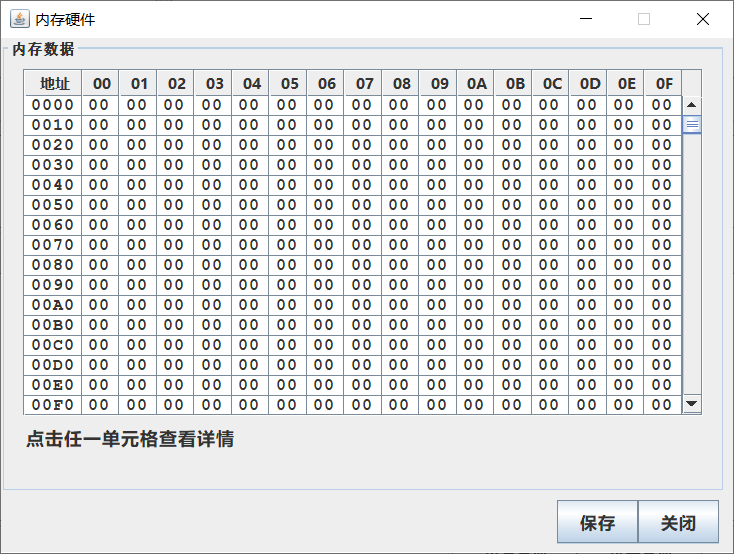 内存硬件
内存数据
地址 00 01 02 03 04 05 06 07 08 09 0A 0B 0C 0D 0E 0F
0000 00 00 00 00 00 00 00 00 00 00 00 00 00 00 00 00
0010 00 00 00 00 00 00 00 00 00 00 00 00 00 00 00 00
0020 00 00 00 00 00 00 00 00 00 00 00 00 00 00 00 00
0030 00 00 00 00 00 00 00 00 00 00 00 00 00 00 00 00
0040 00 00 00 00 00 00 00 00 00 00 00 00 00 00 00 00
0050 00 00 00 00 00 00 00 00 00 00 00 00 00 00 00 00
0060 00 00 00 00 00 00 00 00 00 00 00 00 00 00 00 00
0070 00 00 00 00 00 00 00 00 00 00 00 00 00 00 00 00
0080 00 00 00 00 00 00 00 00 00 00 00 00 00 00 00 00
0090 00 00 00 00 00 00 00 00 00 00 00 00 00 00 00 00
00A0 00 00 00 00 00 00 00 00 00 00 00 00 00 00 00 00
00B0 00 00 00 00 00 00 00 00 00 00 00 00 00 00 00 00
00C0 00 00 00 00 00 00 00 00 00 00 00 00 00 00 00 00
00D0 00 00 00 00 00 00 00 00 00 00 00 00 00 00 00 00
00E0 00 00 00 00 00 00 00 00 00 00 00 00 00 00 00 00
00F0 00 00 00 00 00 00 00 00 00 00 00 00 00 00 00 00
点击任一单元格查看详情
保存 关闭